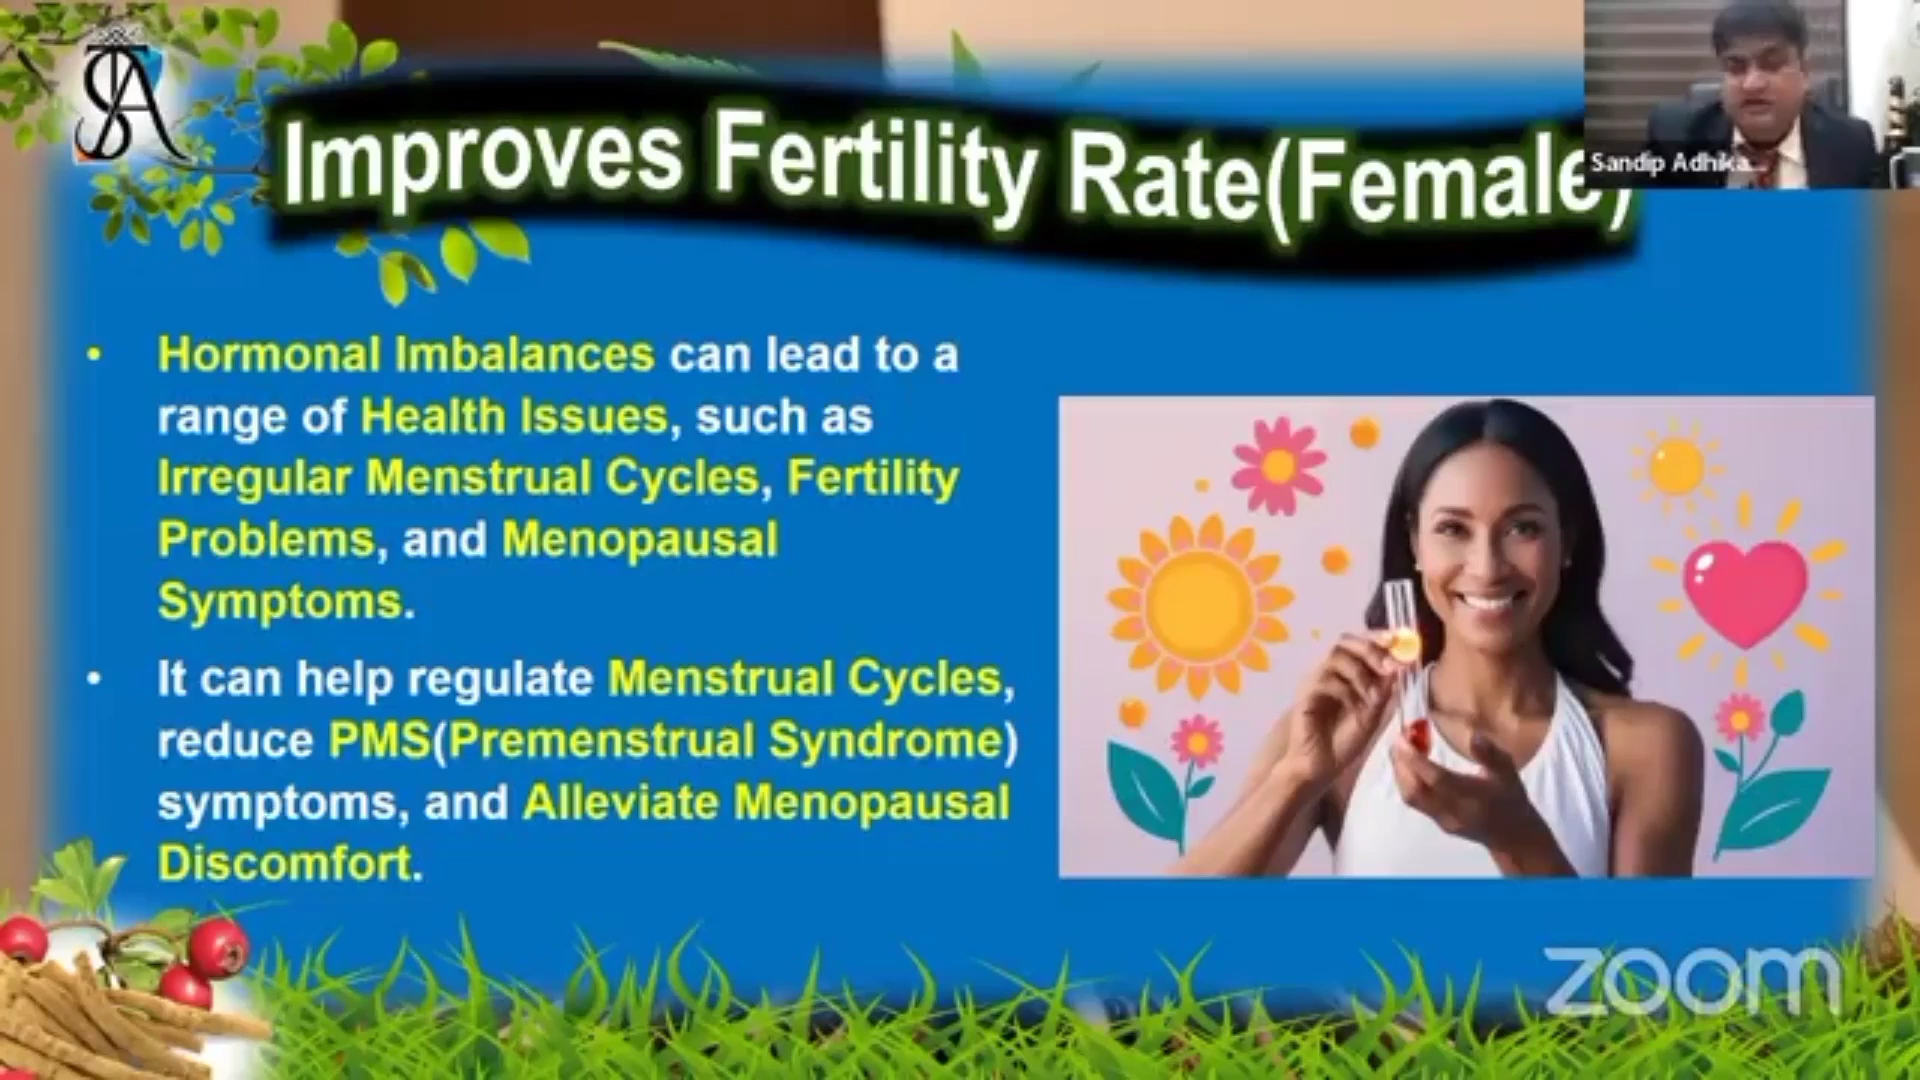 STA
Improves Fertility Rate(Female)
Sandip Adhika...
• Hormonal Imbalances can lead to a
range of Health Issues, such as
Irregular Menstrual Cycles, Fertility
Problems, and Menopausal
Symptoms.
• It can help regulate Menstrual Cycles,
reduce PMS(Premenstrual Syndrome)
symptoms, and Alleviate Menopausal
Discomfort.
zoom